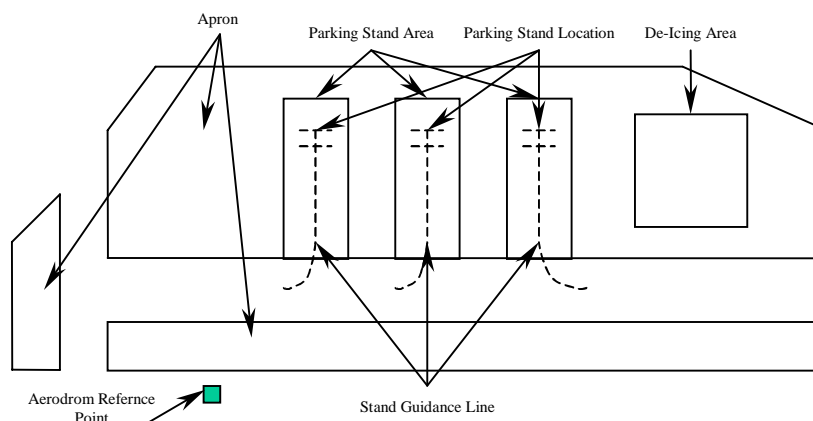 Apron
Parking Stand Area
Parking Stand Location
De-Icing Area
Aerodrom Refernce
Point
Stand Guidance Line